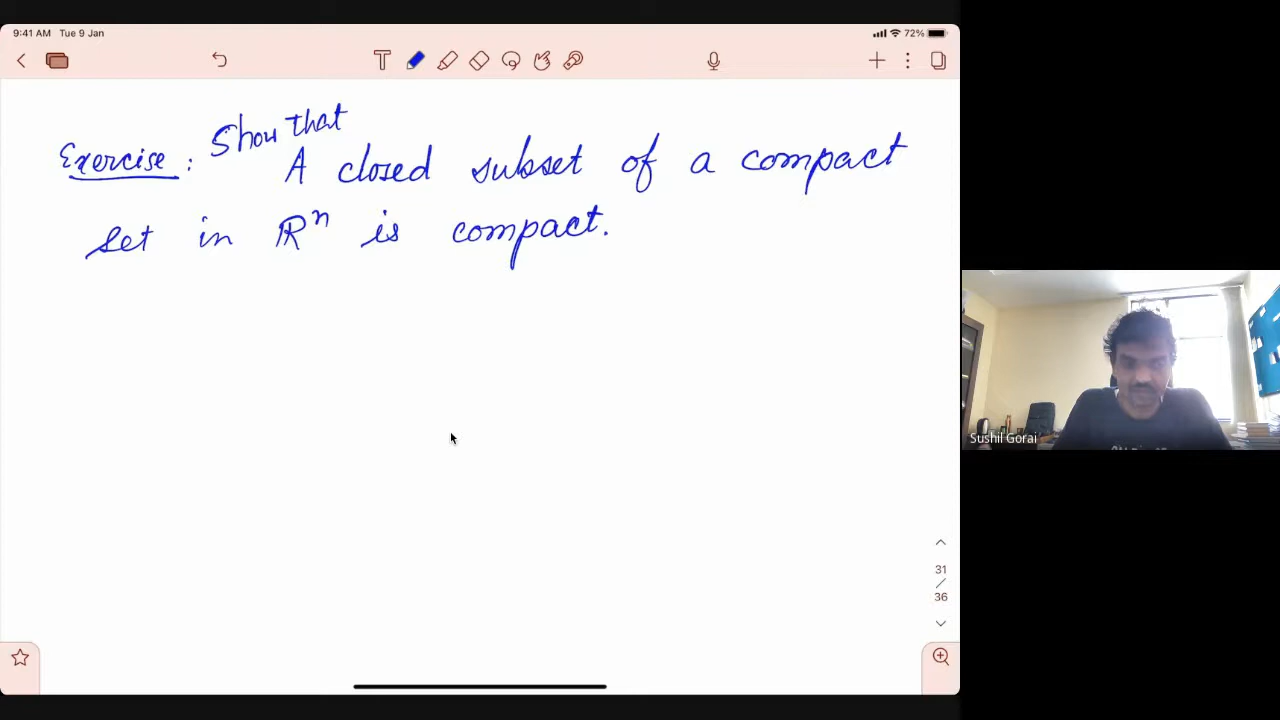 9:41 AM Tue 9 Jan
72%
Show that
Exercise : A closed subset of a compact
set in ℝⁿ is compact.
Sushil Gorai
31
/
36